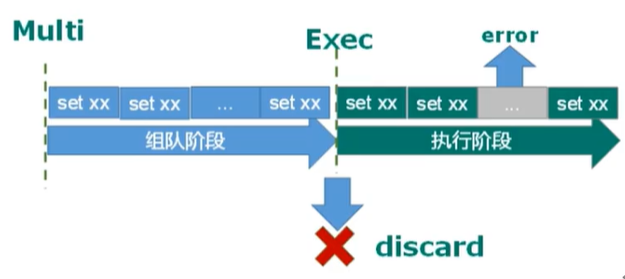 Multi
Exec
error
set xx
set xx
...
set xx
set xx
set xx
...
set xx
组队阶段
执行阶段
discard